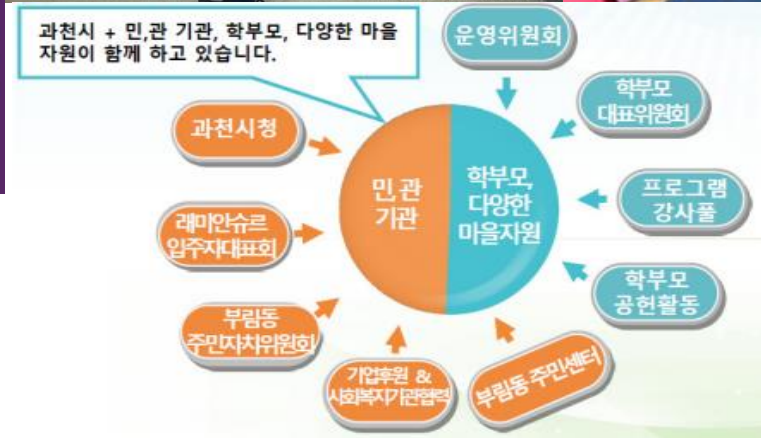 과천시 + 민,관 기관, 학부모, 다양한 마을
자원이 함께 하고 있습니다.
운영위원회
학부모
대표위원회
과천시청
민,관
기관
학부모,
다양한
마을자원
프로그램
강사풀
래미안슈르
입주자대표회
학부모
공헌활동
부림동
주민자치위원회
기업후원 &
사회복지기관협력
부림동 주민센터